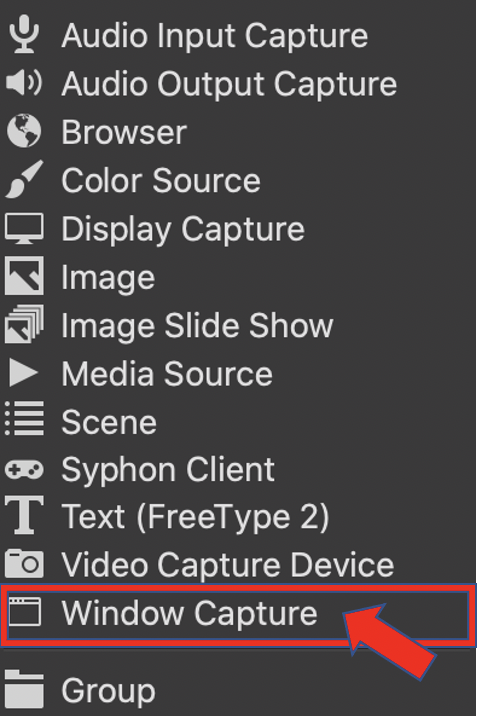 Audio Input Capture
Audio Output Capture
Browser
Color Source
Display Capture
Image
Image Slide Show
Media Source
Scene
Syphon Client
Text (FreeType 2)
Video Capture Device
Window Capture
Group